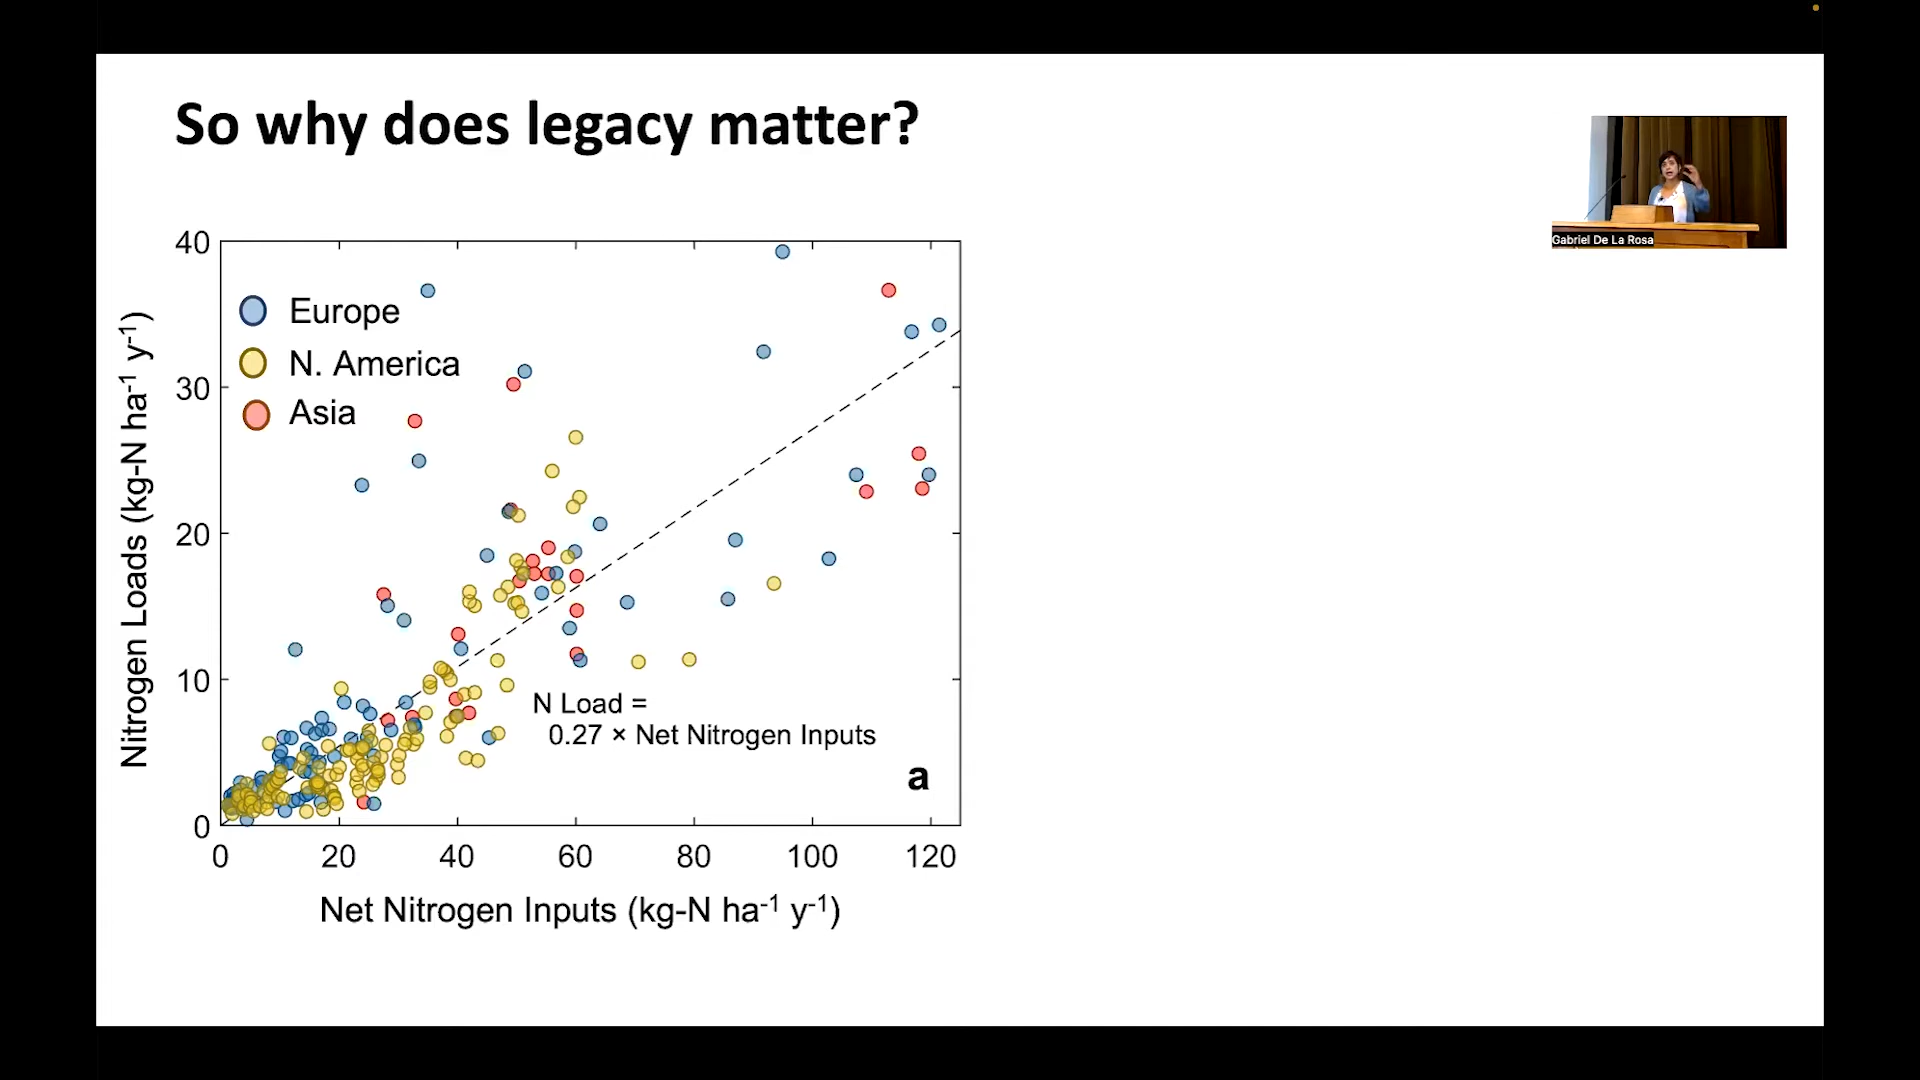 So why does legacy matter?
Gabriel De La Rosa
40
30
20
10
0
Nitrogen Loads (kg-N ha⁻¹ y⁻¹)
Europe
N. America
Asia
N Load =
0.27 × Net Nitrogen Inputs
a
0 20 40 60 80 100 120
Net Nitrogen Inputs (kg-N ha⁻¹ y⁻¹)